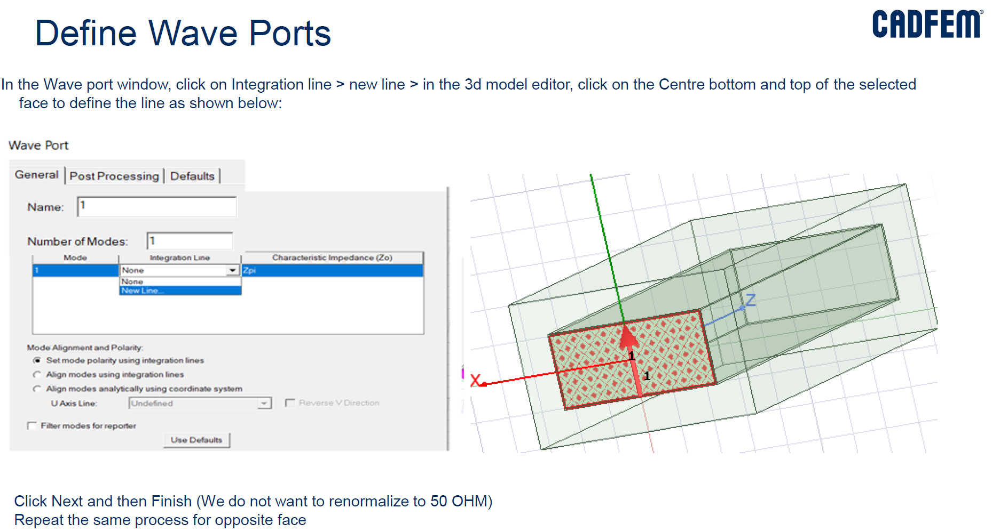 Define Wave Ports
CADFEM®
In the Wave port window, click on Integration line > new line > in the 3d model editor, click on the Centre bottom and top of the selected
face to define the line as shown below:
Wave Port
General Post Processing Defaults
Name: 1
Number of Modes: 1
Mode Integration Line Characteristic Impedance (Zo)
1 None Zpi
None
New Line...
Mode Alignment and Polarity:
Set mode polarity using integration lines
Align modes using integration lines
Align modes analytically using coordinate system
U Axis Line: Undefined Reverse V Direction
Filter modes for reporter
Use Defaults
Z
1
1
X
Click Next and then Finish (We do not want to renormalize to 50 OHM)
Repeat the same process for opposite face